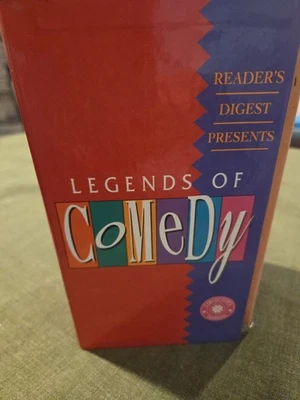 READER'S
DIGEST
PRESENTS
LEGENDS OF
CoMeDy